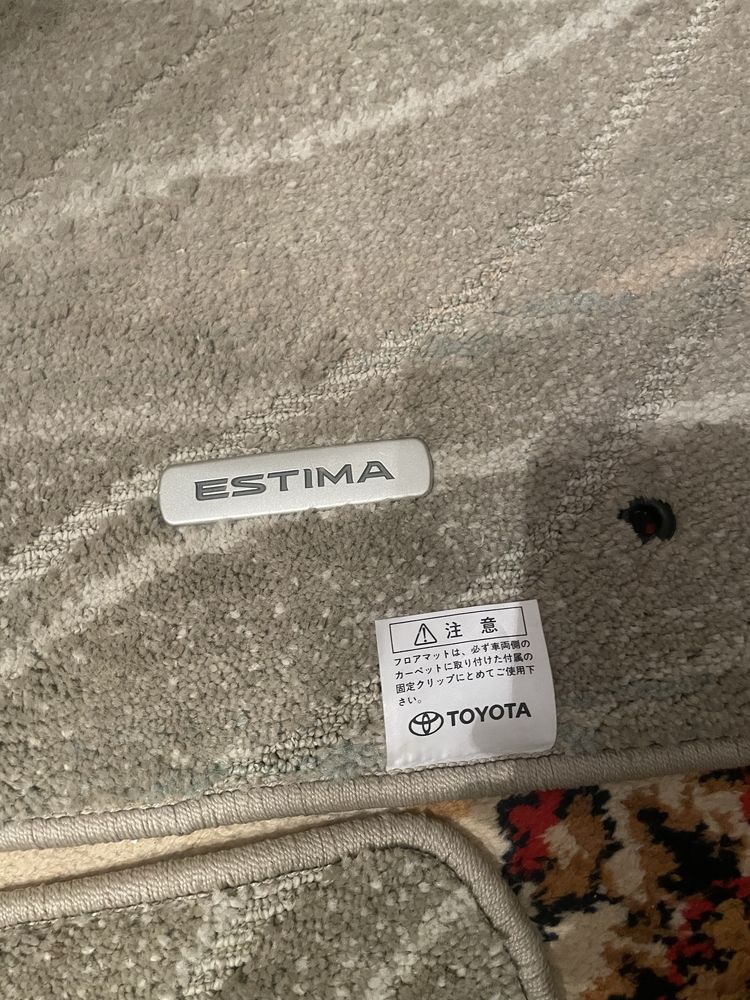 ESTIMA
注 意
フロアマットは、必ず車両側の
カーペットに取り付けた付属の
固定クリップにとめてご使用下
さい。
TOYOTA